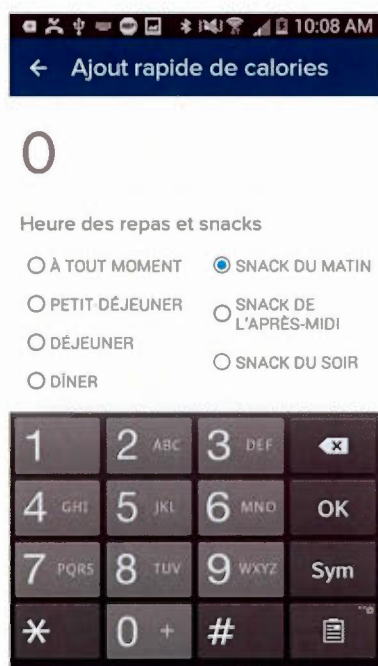 10:08 AM
← Ajout rapide de calories
0
Heure des repas et snacks
À TOUT MOMENT
PETIT DÉJEUNER
DÉJEUNER
DÎNER
SNACK DU MATIN
SNACK DE
L'APRÈS-MIDI
SNACK DU SOIR
1 2 ABC 3 DEF
4 GHI 5 JKL 6 MNO OK
7 PQRS 8 TUV 9 WXYZ Sym
* 0 + #